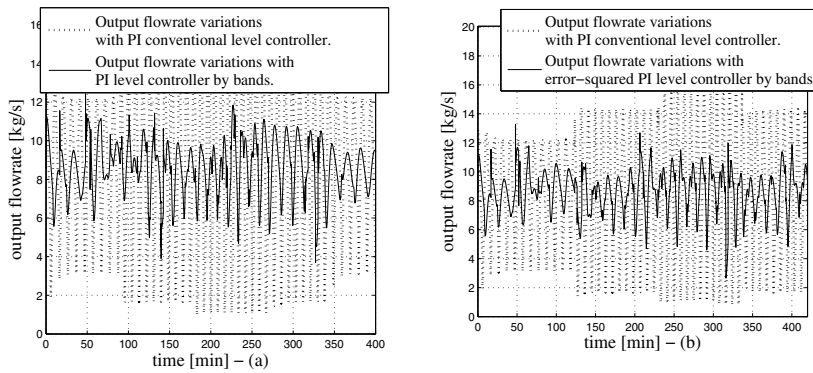 Output flowrate variations
with PI conventional level controller.
Output flowrate variations with
PI level controller by bands.
16
14
12
10
8
6
4
2
0
output flowrate [kg/s]
0 50 100 150 200 250 300 350 400
time [min] − (a)
Output flowrate variations
with PI conventional level controller.
Output flowrate variations with
error−squared PI level controller by bands
20
18
16
14
12
10
8
6
4
2
0
output flowrate [kg/s]
0 50 100 150 200 250 300 350 400
time [min] − (b)